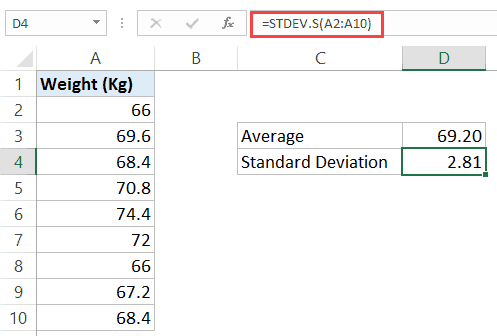 D4 fx =STDEV.S(A2:A10)
A B C D
1 Weight (Kg)
2 66
3 69.6 Average 69.20
4 68.4 Standard Deviation 2.81
5 70.8
6 74.4
7 72
8 66
9 67.2
10 68.4